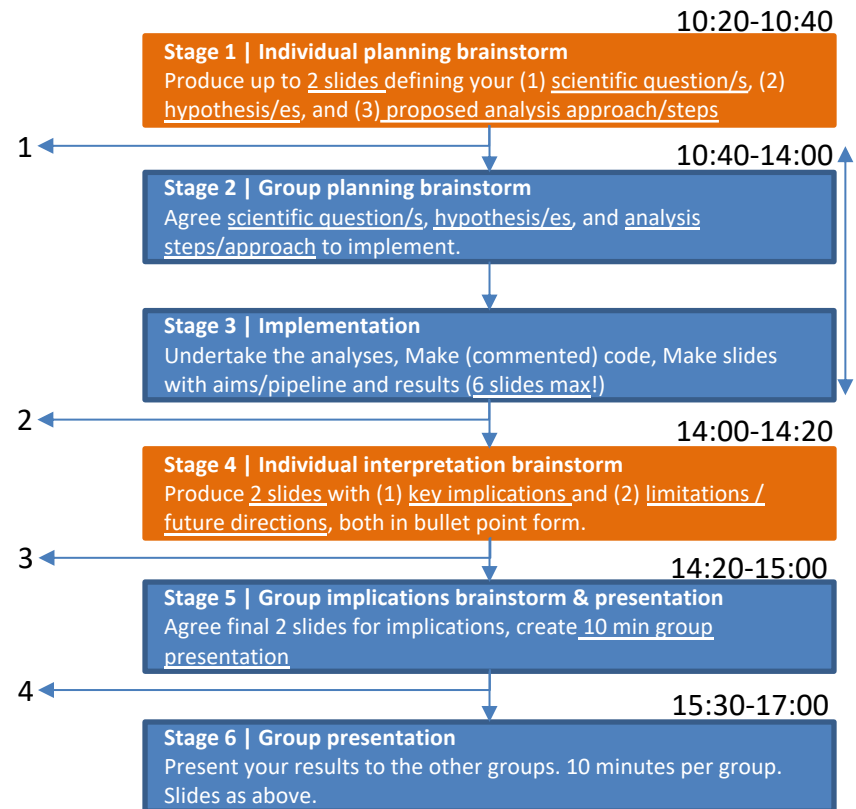 10:20-10:40
Stage 1 | Individual planning brainstorm
Produce up to 2 slides defining your (1) scientific question/s, (2)
hypothesis/es, and (3) proposed analysis approach/steps
1
10:40-14:00
Stage 2 | Group planning brainstorm
Agree scientific question/s, hypothesis/es, and analysis
steps/approach to implement.
Stage 3 | Implementation
Undertake the analyses, Make (commented) code, Make slides
with aims/pipeline and results (6 slides max!)
2
14:00-14:20
Stage 4 | Individual interpretation brainstorm
Produce 2 slides with (1) key implications and (2) limitations /
future directions, both in bullet point form.
3
14:20-15:00
Stage 5 | Group implications brainstorm & presentation
Agree final 2 slides for implications, create 10 min group
presentation
4
15:30-17:00
Stage 6 | Group presentation
Present your results to the other groups. 10 minutes per group.
Slides as above.